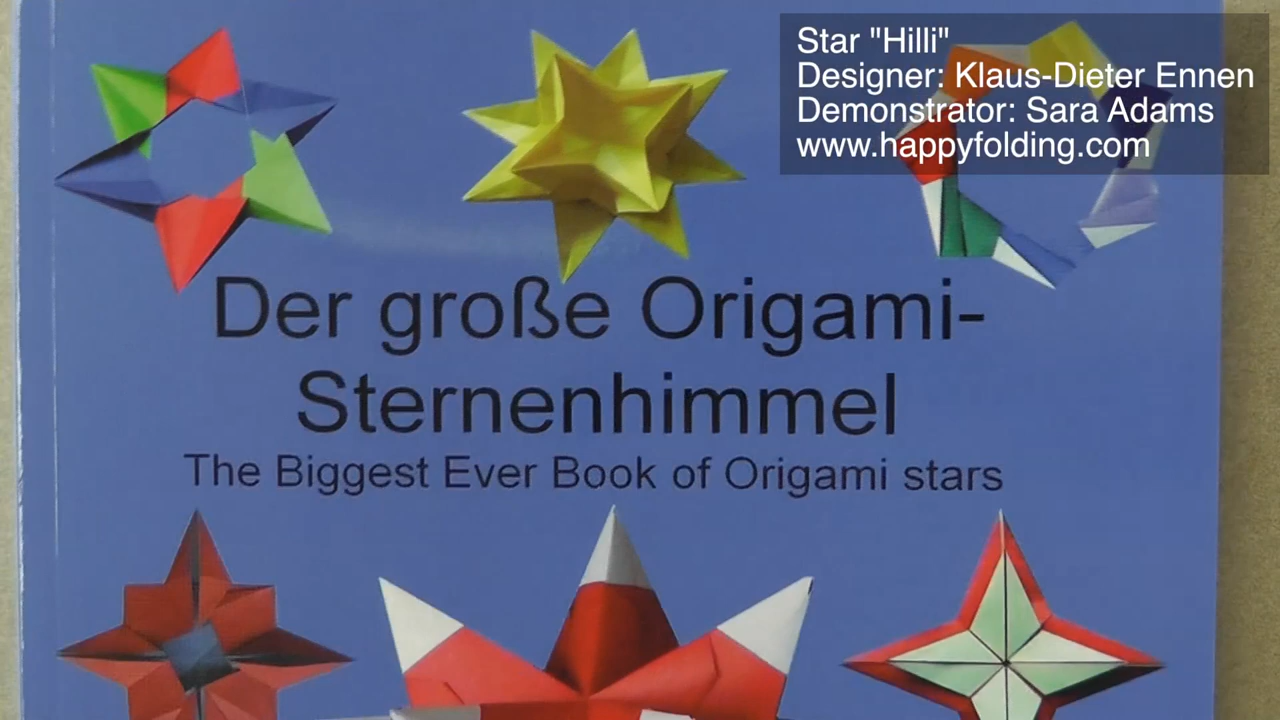 Star "Hilli"
Designer: Klaus-Dieter Ennen
Demonstrator: Sara Adams
www.happyfolding.com
Der große Origami-
Sternenhimmel
The Biggest Ever Book of Origami stars